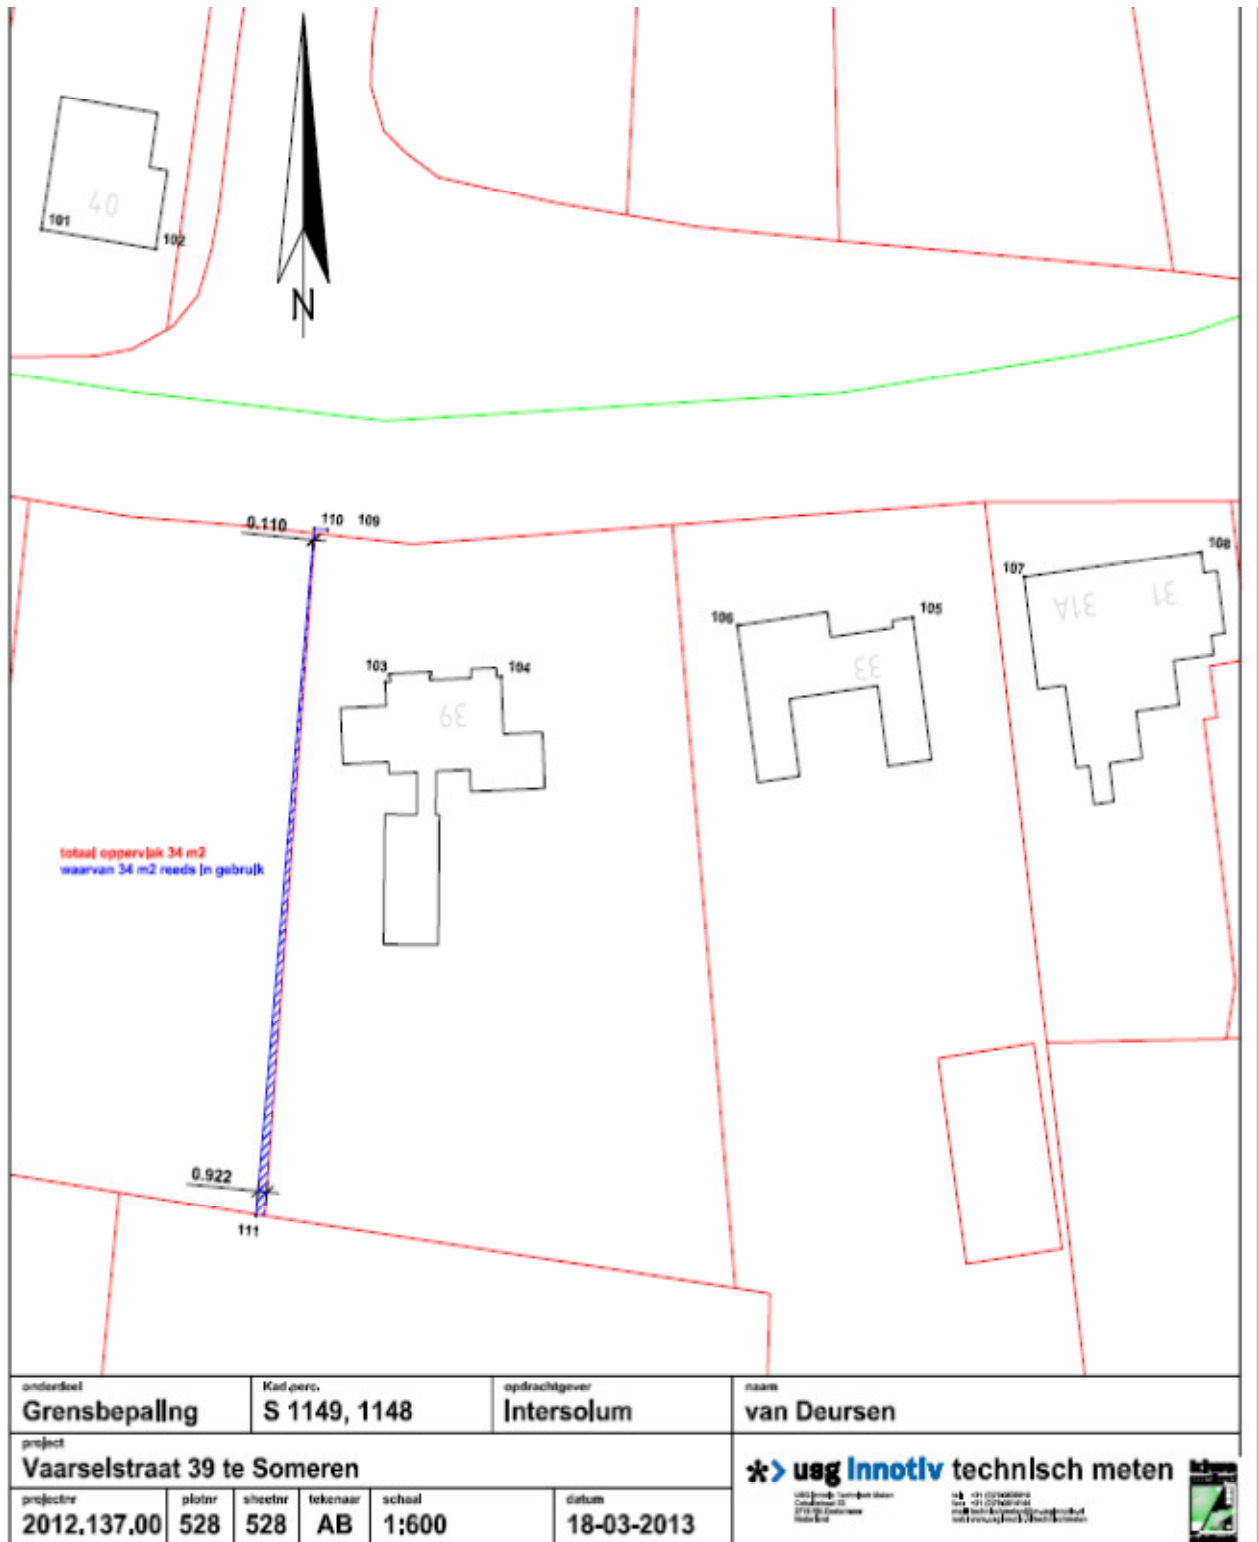 40
101
102
N
0.110
110 109
108
107
31A 31
106
105
33
103
104
39
totaal oppervlak 34 m2
waarvan 34 m2 reeds in gebruik
0.922
111
onderdeel
Grensbepaling
Kad.perc.
S 1149, 1148
opdrachtgever
Intersolum
naam
van Deursen
project
Vaarselstraat 39 te Someren
*> usg innotiv technisch meten
kiwa
projectnr
2012.137.00
plotnr
528
sheetnr
528
tekenaar
AB
schaal
1:600
datum
18-03-2013